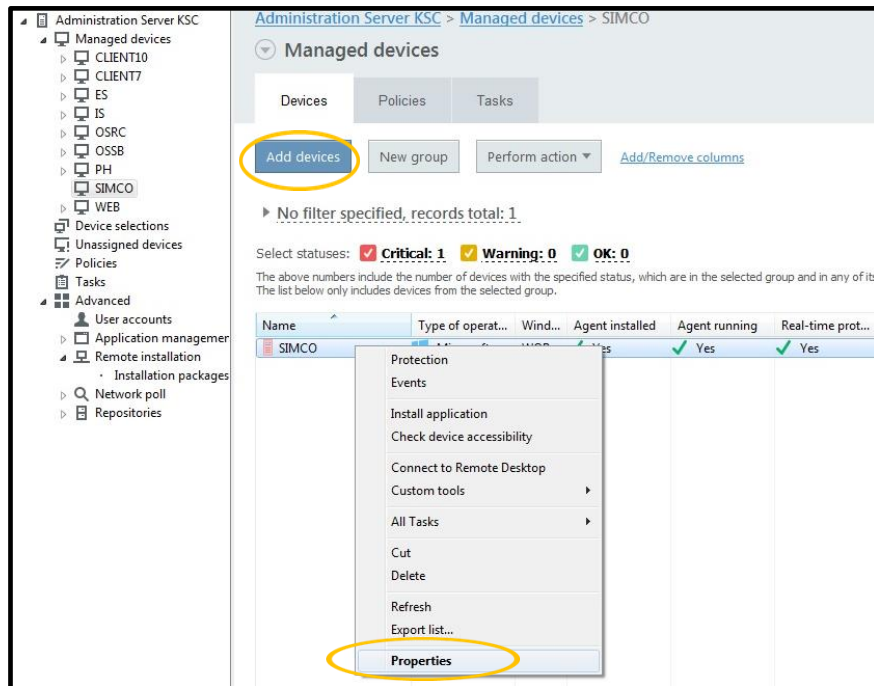 Administration Server KSC
Managed devices
CLIENT10
CLIENT7
ES
IS
OSRC
OSSB
PH
SIMCO
WEB
Device selections
Unassigned devices
Policies
Tasks
Advanced
User accounts
Application managemer
Remote installation
Installation packages
Network poll
Repositories
Administration Server KSC > Managed devices > SIMCO
Managed devices
Devices Policies Tasks
Add devices New group Perform action Add/Remove columns
No filter specified, records total: 1
Select statuses: Critical: 1 Warning: 0 OK: 0
The above numbers include the number of devices with the specified status, which are in the selected group and in any of its
The list below only includes devices from the selected group.
Name Type of operat... Wind... Agent installed Agent running Real-time prot...
SIMCO Yes Yes Yes
Protection
Events
Install application
Check device accessibility
Connect to Remote Desktop
Custom tools
All Tasks
Cut
Delete
Refresh
Export list...
Properties